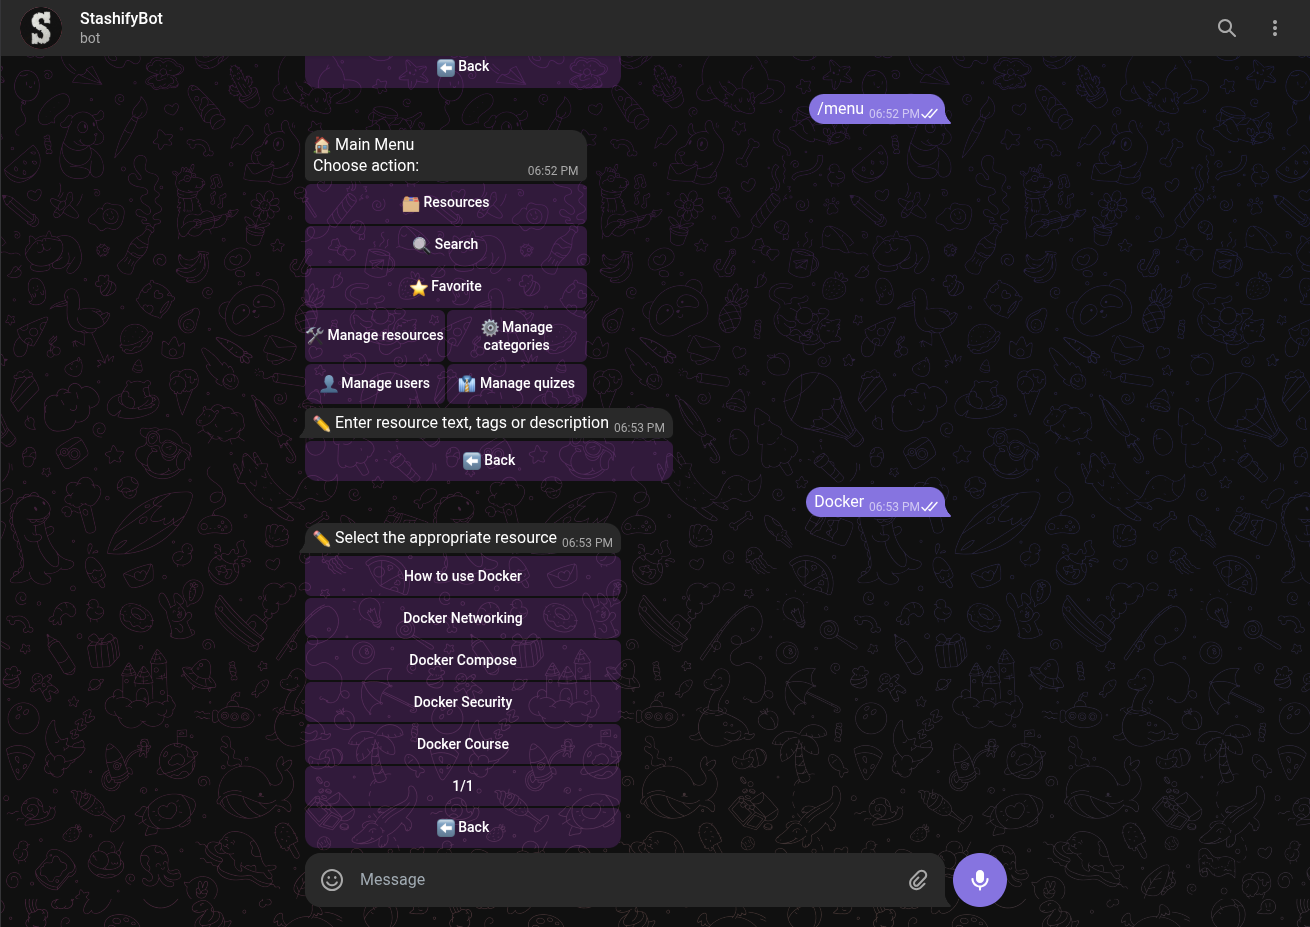 StashifyBot
bot
Back
/menu 06:52 PM
Main Menu
Choose action:
06:52 PM
Resources
Search
Favorite
Manage resources
Manage
categories
Manage users
Manage quizes
Enter resource text, tags or description 06:53 PM
Back
Docker 06:53 PM
Select the appropriate resource 06:53 PM
How to use Docker
Docker Networking
Docker Compose
Docker Security
Docker Course
1/1
Back
Message